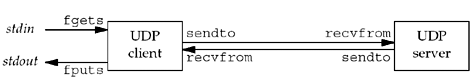 stdin
fgets
UDP
client
sendto
recvfrom
UDP
server
stdout
fputs
recvfrom
sendto